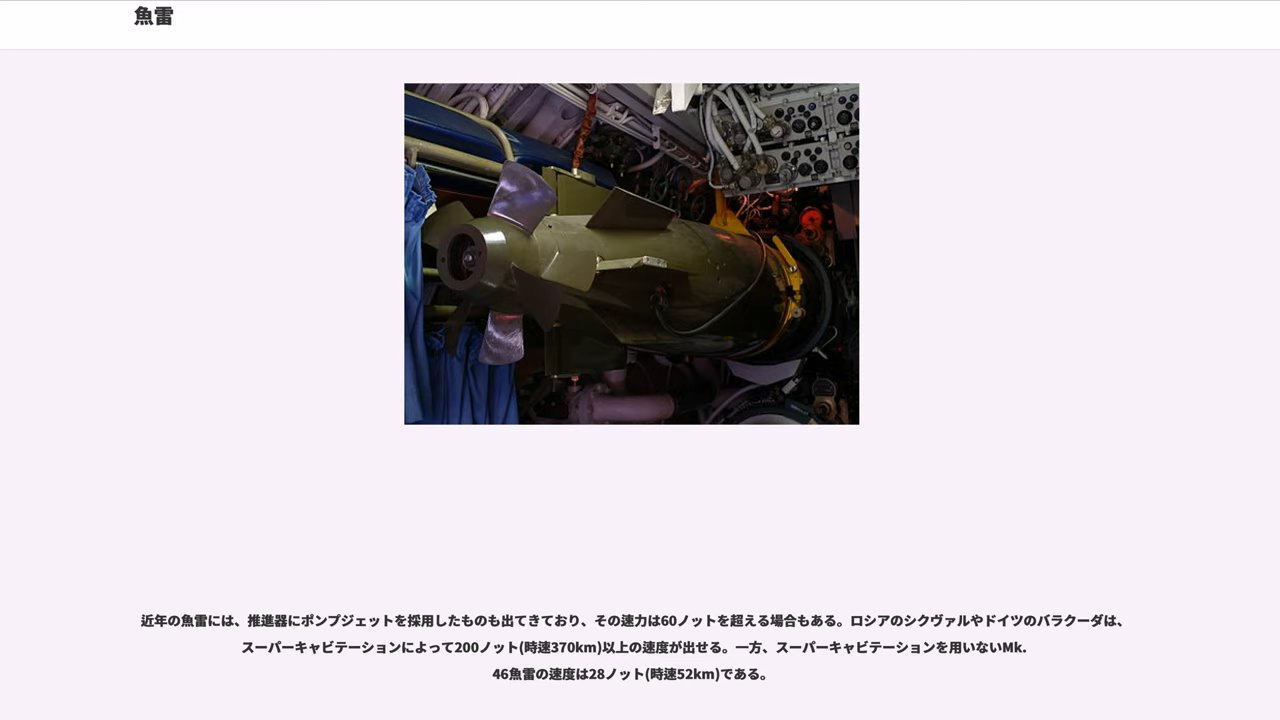 魚雷
近年の魚雷には、推進器にポンプジェットを採用したものも出てきており、その速力は60ノットを超える場合もある。ロシアのシクヴァルやドイツのバラクーダは、
スーパーキャビテーションによって200ノット(時速370km)以上の速度が出せる。一方、スーパーキャビテーションを用いないMk.
46魚雷の速度は28ノット(時速52km)である。